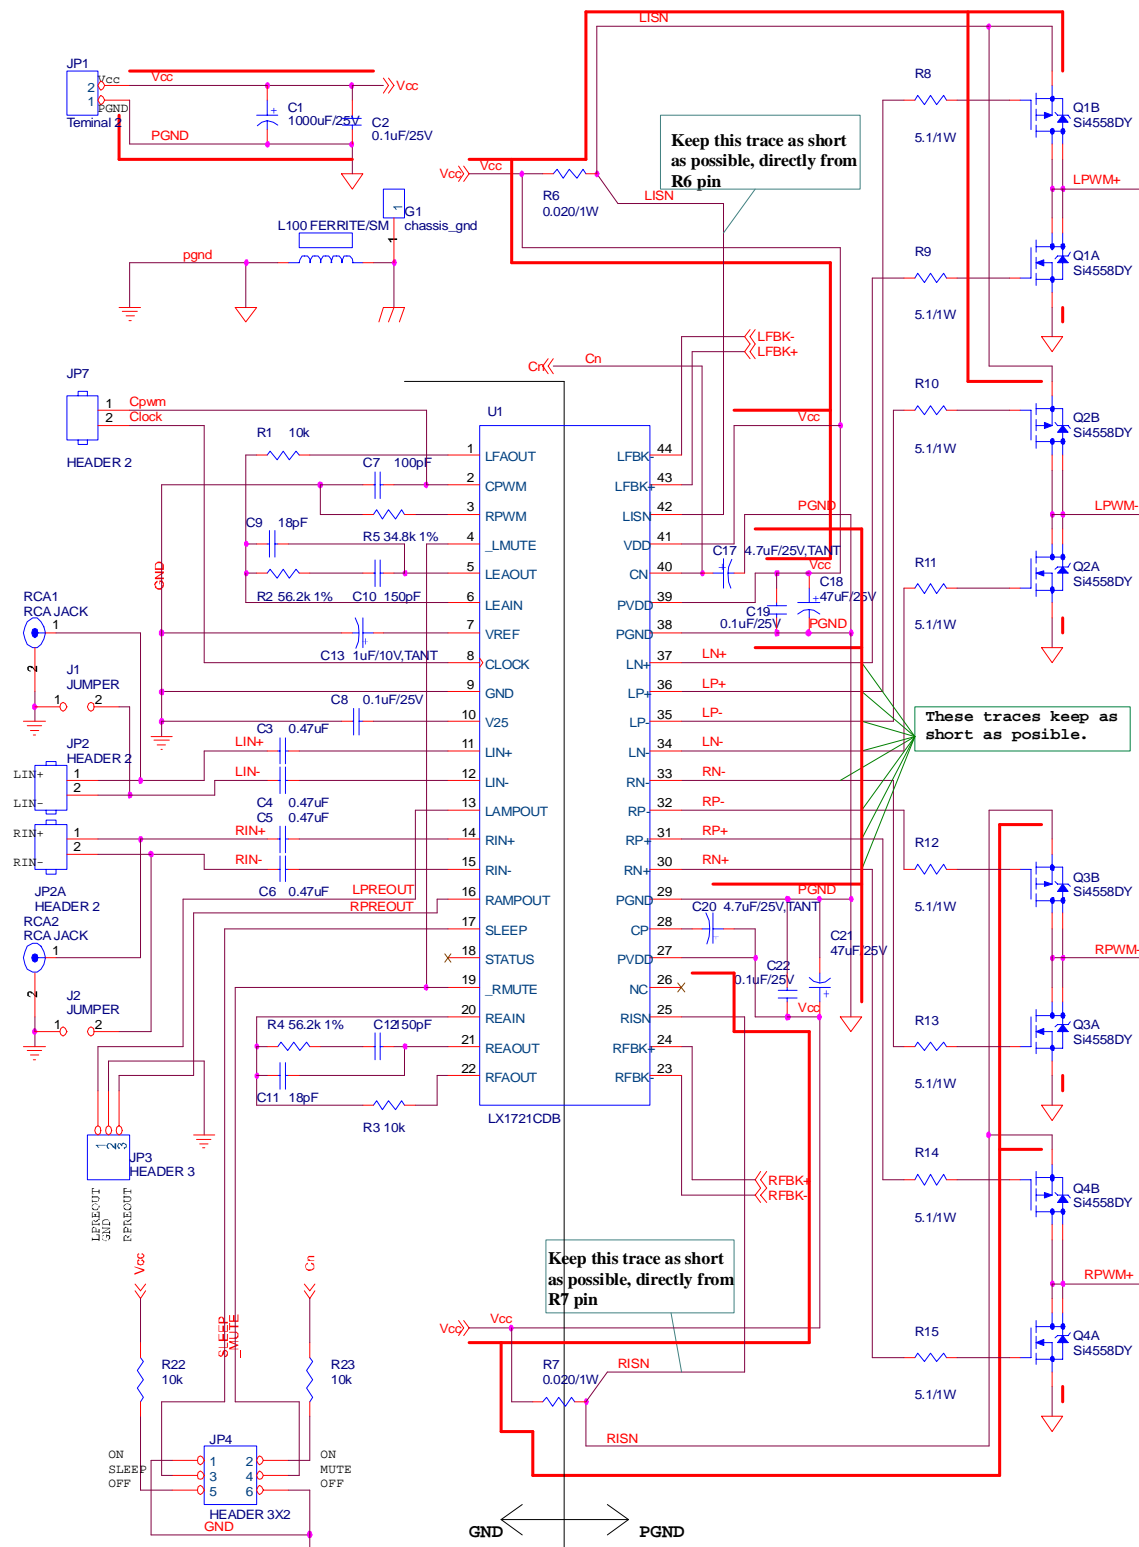 LISN
JP1
Vcc
2
1
PGND
Teminal 2
Vcc
PGND
Vcc
C1
1000uF/25V
C2
0.1uF/25V
R8
5.1/1W
Q1B
Si4558DY
Keep this trace as short
as possible, directly from
R6 pin
Vcc
Vcc
R6
0.020/1W
LISN
LPWM+
1
G1
chassis_gnd
1
L100 FERRITE/SM
pgnd
R9
5.1/1W
Q1A
Si4558DY
LFBK-
LFBK+
Cn
Cn
JP7
1
2
Cpwm
Clock
HEADER 2
R10
5.1/1W
Q2B
Si4558DY
Vcc
U1
R1 10k
C7 100pF
C9 18pF
R5 34.8k 1%
R2 56.2k 1%
C10 150pF
C13 1uF/10V,TANT
C8 0.1uF/25V
GND
1 LFAOUT
2 CPWM
3 RPWM
4 _LMUTE
5 LEAOUT
6 LEAIN
7 VREF
8 CLOCK
9 GND
10 V25
11 LIN+
12 LIN-
13 LAMPOUT
14 RIN+
15 RIN-
16 RAMPOUT
17 SLEEP
18 STATUS
19 _RMUTE
20 REAIN
21 REAOUT
22 RFAOUT
LFBK- 44
LFBK+ 43
LISN 42
VDD 41
CN 40
PVDD 39
PGND 38
LN+ 37
LP+ 36
LP- 35
LN- 34
RN- 33
RP- 32
RP+ 31
RN+ 30
PGND 29
CP 28
PVDD 27
NC 26
RISN 25
RFBK+ 24
RFBK- 23
LX1721CDB
PGND
C17 4.7uF/25V,TANT
Vcc
C18
47uF/25V
C19
0.1uF/25V
PGND
LPWM-
R11
5.1/1W
Q2A
Si4558DY
LN+
LP+
LP-
LN-
RN-
RP-
RP+
RN+
These traces keep as
short as posible.
RCA1
RCA JACK
1
2
J1
JUMPER
1 2
JP2
HEADER 2
LIN+
LIN-
1
2
LIN+
LIN-
C3 0.47uF
C4 0.47uF
C5 0.47uF
RIN+
RIN-
1
2
RIN+
RIN-
C6 0.47uF
JP2A
HEADER 2
LPREOUT
RPREOUT
RCA2
RCA JACK
1
2
J2
JUMPER
1 2
R12
5.1/1W
Q3B
Si4558DY
PGND
C20 4.7uF/25V,TANT
C21
47uF/25V
C22
0.1uF/25V
Vcc
RPWM-
R13
5.1/1W
Q3A
Si4558DY
R4 56.2k 1%
C12 150pF
C11 18pF
R3 10k
1
2
3
JP3
HEADER 3
LPREOUT
GND
RPREOUT
RFBK+
RFBK-
R14
5.1/1W
Q4B
Si4558DY
Keep this trace as short
as possible, directly from
R7 pin
RPWM+
Vcc
Cn
SLEEP
_MUTE
Vcc
Vcc
R7
0.020/1W
RISN
RISN
R15
5.1/1W
Q4A
Si4558DY
R22
10k
R23
10k
JP4
ON
SLEEP
OFF
1 2
3 4
5 6
ON
MUTE
OFF
HEADER 3X2
GND
GND
PGND